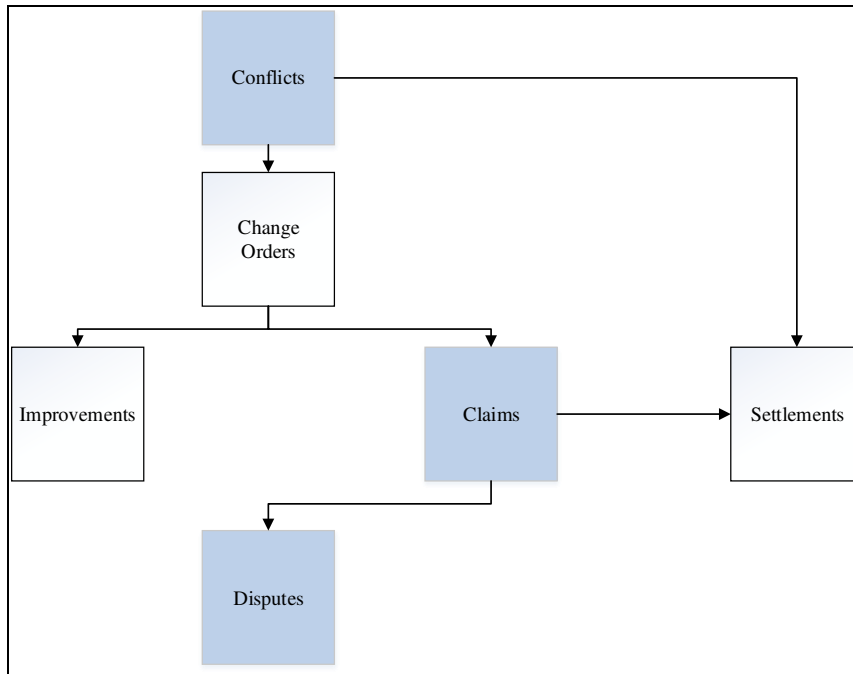 Conflicts
Change
Orders
Improvements
Claims
Settlements
Disputes